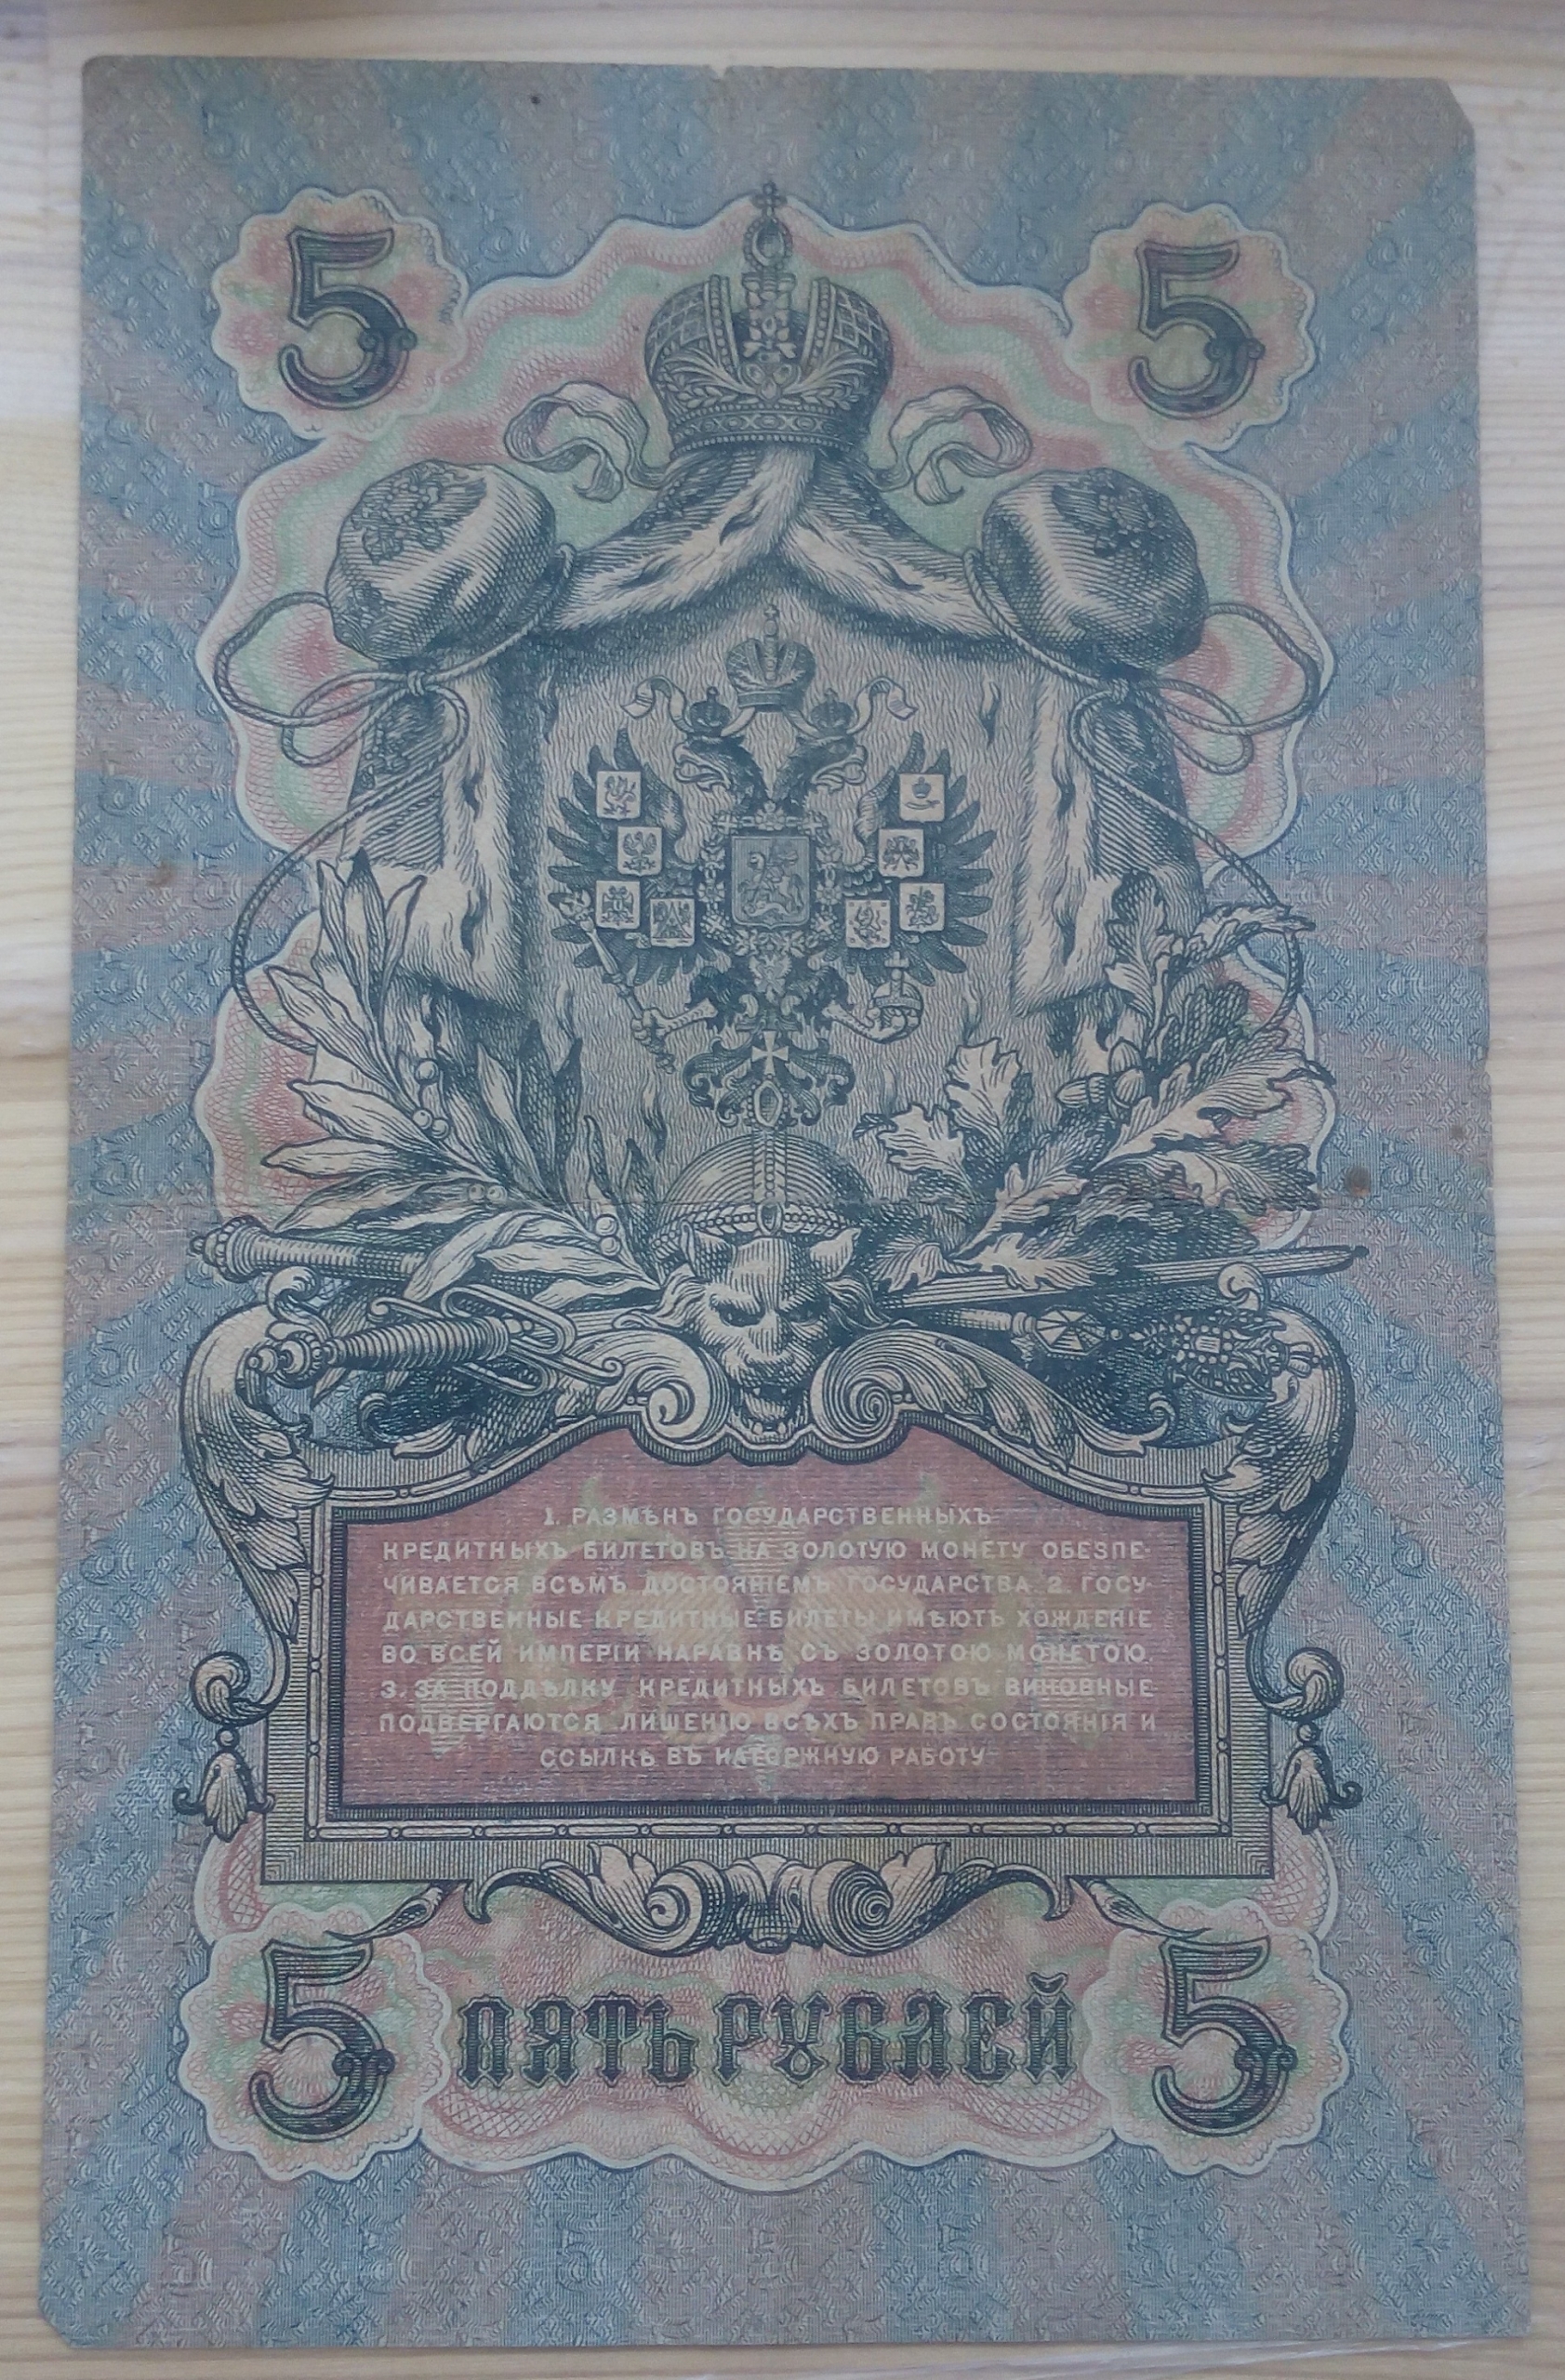 5 5
1. РАЗМѢНЪ ГОСУДАРСТВЕННЫХЪ
КРЕДИТНЫХЪ БИЛЕТОВЪ НА ЗОЛОТУЮ МОНЕТУ ОБЕЗПЕ-
ЧИВАЕТСЯ ВСѢМЪ ДОСТОЯНІЕМЪ ГОСУДАРСТВА. 2. ГОСУ-
ДАРСТВЕННЫЕ КРЕДИТНЫЕ БИЛЕТЫ ИМѢЮТЪ ХОЖДЕНІЕ
ВО ВСЕЙ ИМПЕРІИ НАРАВНѢ СЪ ЗОЛОТОЮ МОНЕТОЮ.
3. ЗА ПОДДѢЛКУ КРЕДИТНЫХЪ БИЛЕТОВЪ ВИНОВНЫЕ
ПОДВЕРГАЮТСЯ ЛИШЕНІЮ ВСѢХЪ ПРАВЪ СОСТОЯНІЯ И
ССЫЛКѢ ВЪ КАТОРЖНУЮ РАБОТУ
5 ПЯТЬ РУБЛЕЙ 5